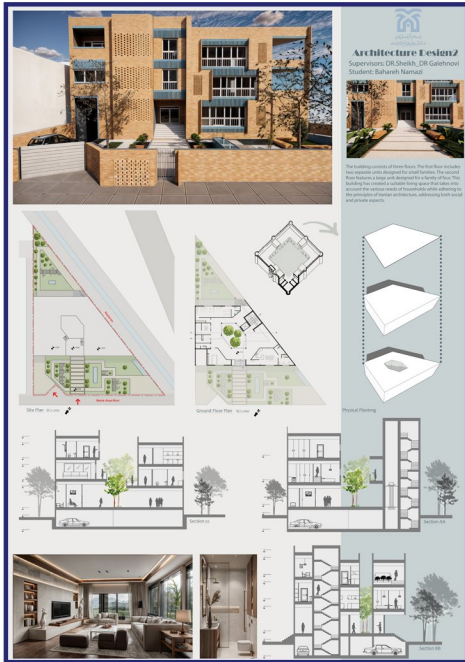 Architecture Design2
Supervisors: DR.Sheikh_DR Galehnovi
Student: Bahareh Namazi
The building consists of three floors. The first floor includes
two separate units designed for small families. The second
floor features a large unit designed for a family of four. This
building has created a suitable living space that takes into
account the various needs of households while adhering to
the principles of Iranian architecture, addressing both social
and private aspects.
Site Plan
Ground Floor Plan
Physical Planting
Section cc
Section AA
Section BB